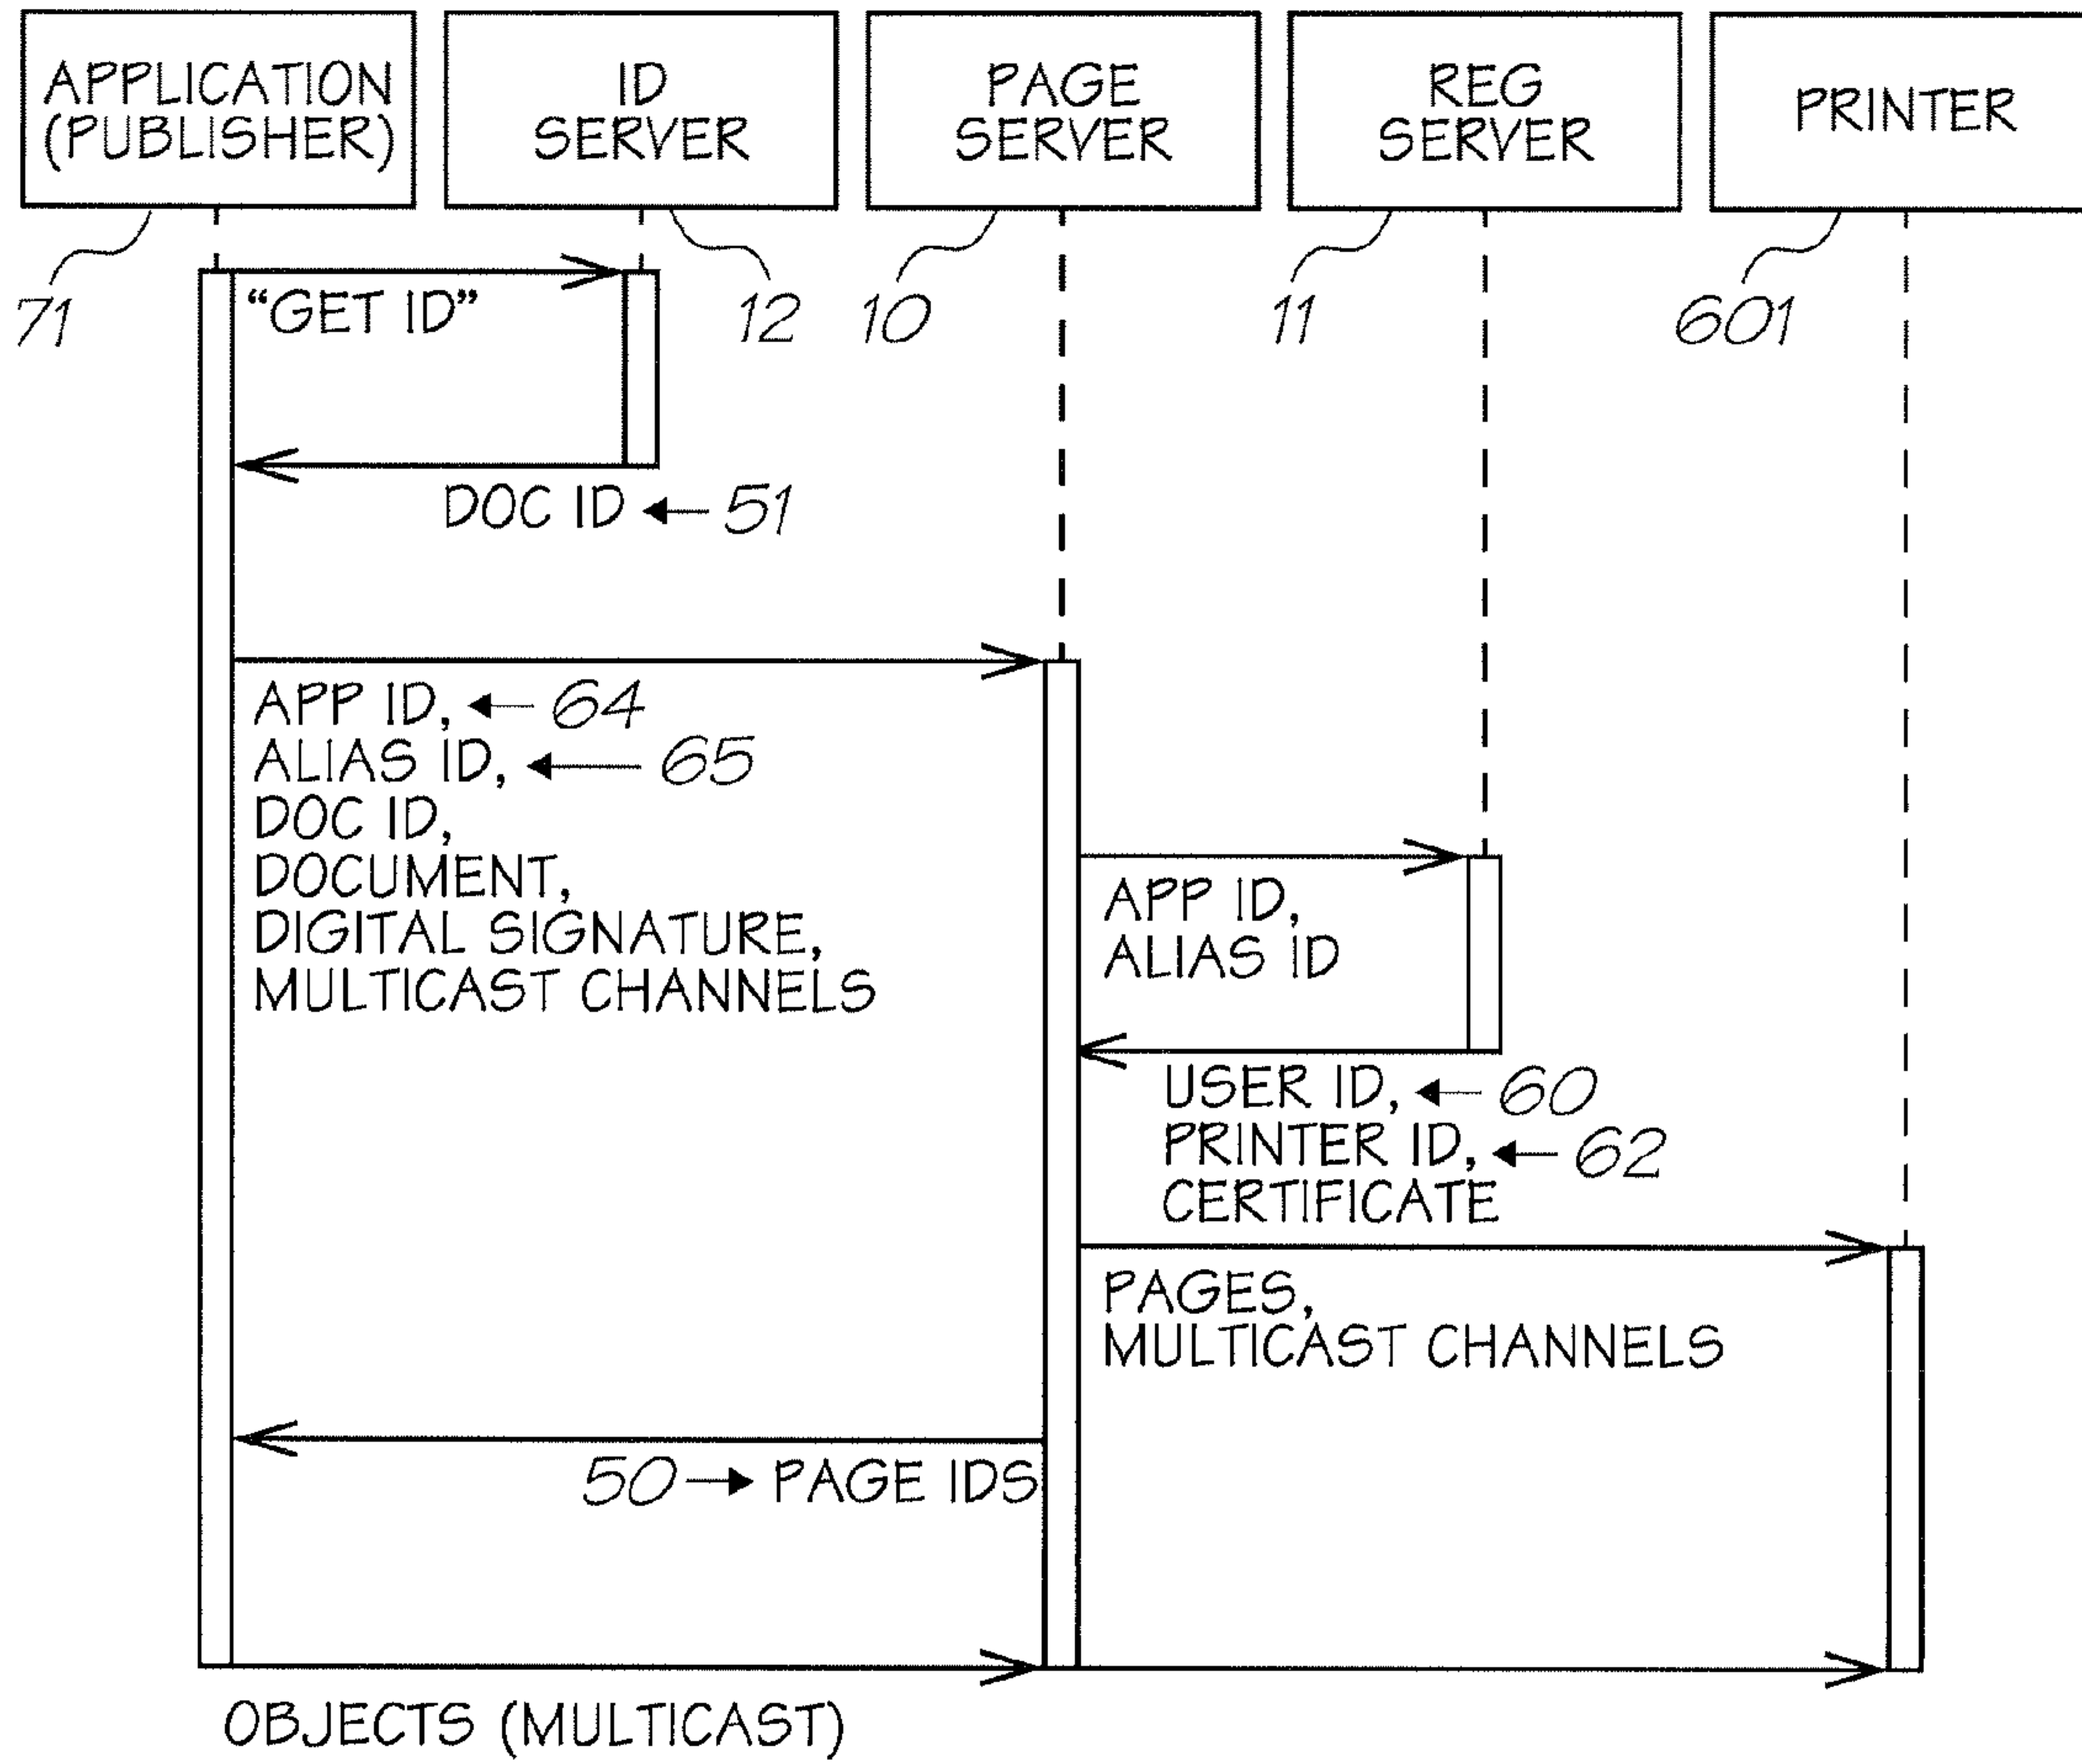 APPLICATION
(PUBLISHER)
ID
SERVER
PAGE
SERVER
REG
SERVER
PRINTER
71
12
10
11
601
“GET ID”
DOC ID 51
APP ID, 64
ALIAS ID, 65
DOC ID,
DOCUMENT,
DIGITAL SIGNATURE,
MULTICAST CHANNELS
APP ID,
ALIAS ID
USER ID, 60
PRINTER ID, 62
CERTIFICATE
PAGES,
MULTICAST CHANNELS
50 PAGE IDS
OBJECTS (MULTICAST)